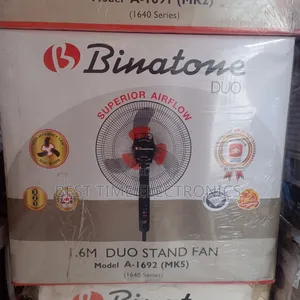 Model A-1691 (MK2)
(1640 Series)
Binatone
DUO
SUPERIOR AIRFLOW
Binatone
BEST TIME ELECTRONICS
1.6M DUO STAND FAN
Model A-1692 (MK5)
(1640 Series)
Binatone